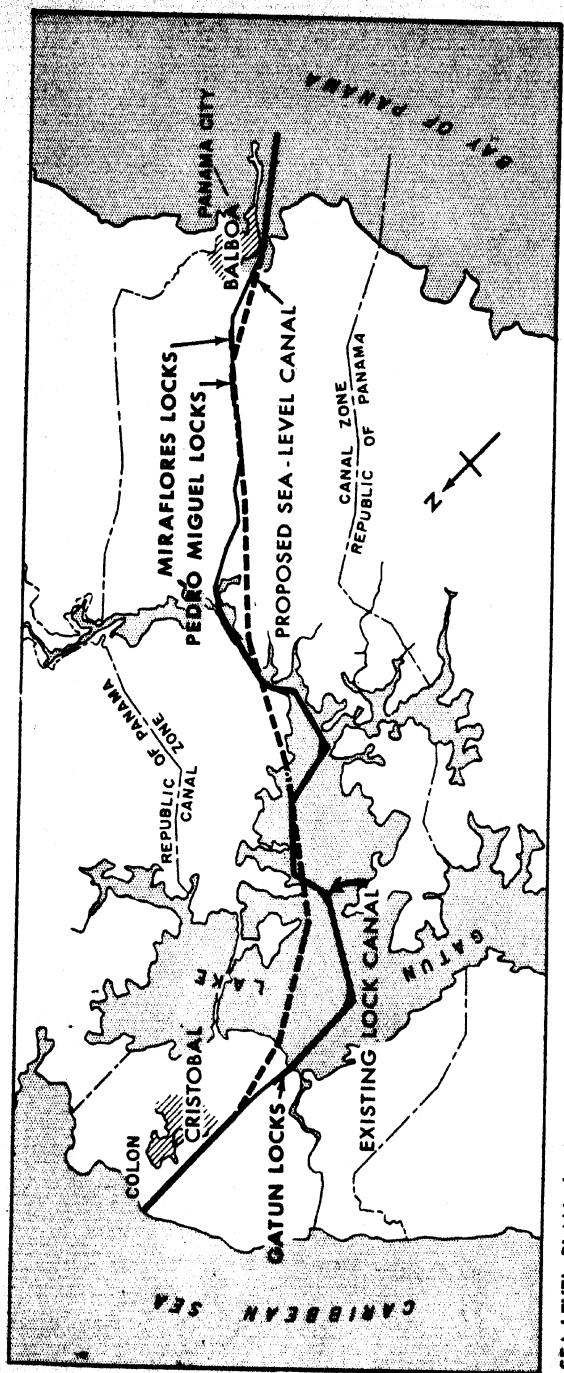 CARIBBEAN SEA
COLON
CRISTOBAL
GATUN LOCKS
LAKE
GATUN
EXISTING LOCK CANAL
REPUBLIC OF PANAMA
CANAL ZONE
MIRAFLORES LOCKS
PEDRO MIGUEL LOCKS
PROPOSED SEA-LEVEL CANAL
CANAL ZONE
REPUBLIC OF PANAMA
N
BALBOA
PANAMA CITY
BAY OF PANAMA